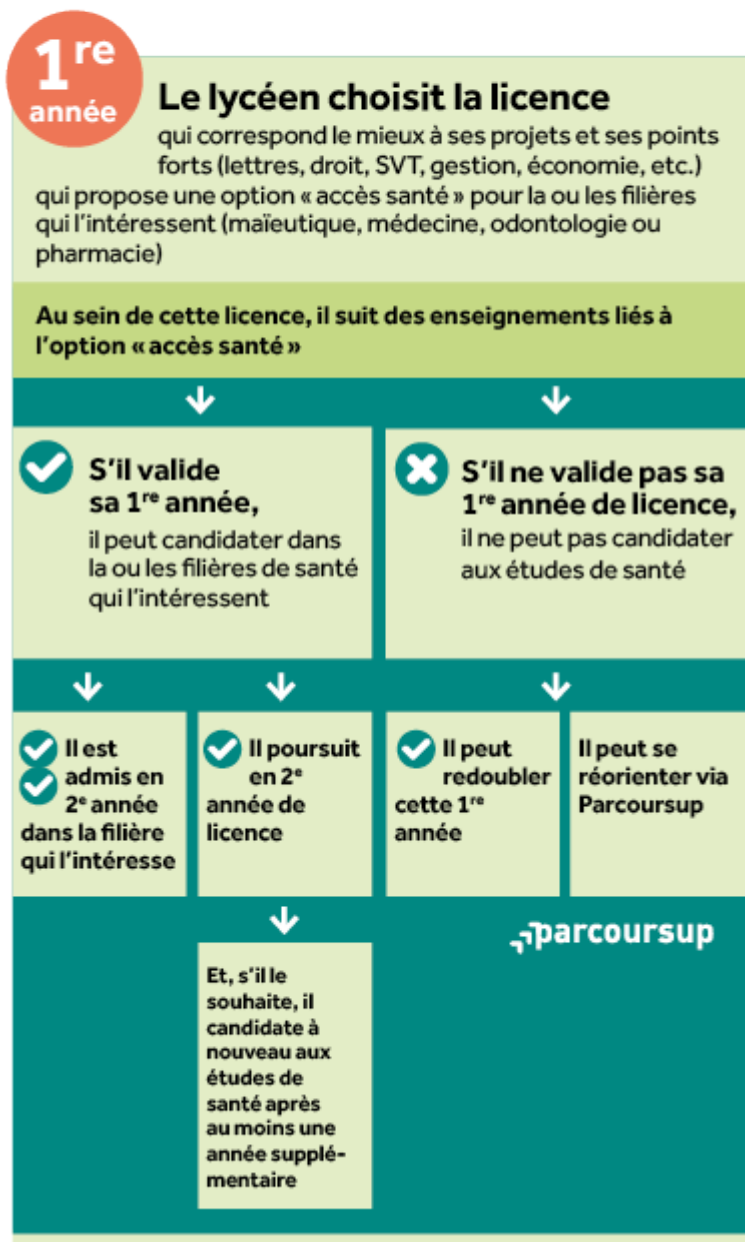 1re
année
Le lycéen choisit la licence
qui correspond le mieux à ses projets et ses points
forts (lettres, droit, SVT, gestion, économie, etc.)
qui propose une option « accès santé » pour la ou les filières
qui l'intéressent (maïeutique, médecine, odontologie ou
pharmacie)
Au sein de cette licence, il suit des enseignements liés à
l'option « accès santé »
S'il valide
sa 1re année,
il peut candidater dans
la ou les filières de santé
qui l'intéressent
S'il ne valide pas sa
1re année de licence,
il ne peut pas candidater
aux études de santé
Il est
admis en
2e année
dans la filière
qui l'intéresse
Il poursuit
en 2e
année de
licence
Il peut
redoubler
cette 1re
année
Il peut se
réorienter via
Parcoursup
parcoursup
Et, s'il le
souhaite, il
candidate à
nouveau aux
études de
santé après
au moins une
année supplé-
mentaire